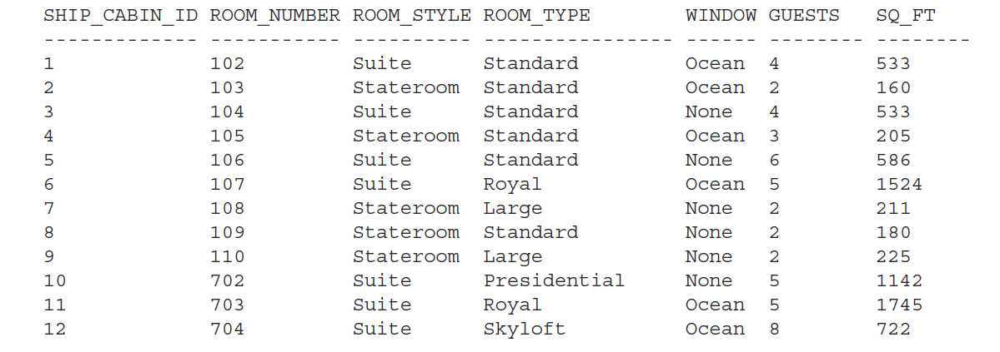 SHIP_CABIN_ID ROOM_NUMBER ROOM_STYLE ROOM_TYPE        WINDOW GUESTS   SQ_FT
------------- ----------- ---------- ---------------- ------ -------- --------
1             102         Suite      Standard         Ocean  4        533
2             103         Stateroom  Standard         Ocean  2        160
3             104         Suite      Standard         None   4        533
4             105         Stateroom  Standard         Ocean  3        205
5             106         Suite      Standard         None   6        586
6             107         Suite      Royal            Ocean  5        1524
7             108         Stateroom  Large            None   2        211
8             109         Stateroom  Standard         None   2        180
9             110         Stateroom  Large            None   2        225
10            702         Suite      Presidential     None   5        1142
11            703         Suite      Royal            Ocean  5        1745
12            704         Suite      Skyloft          Ocean  8        722